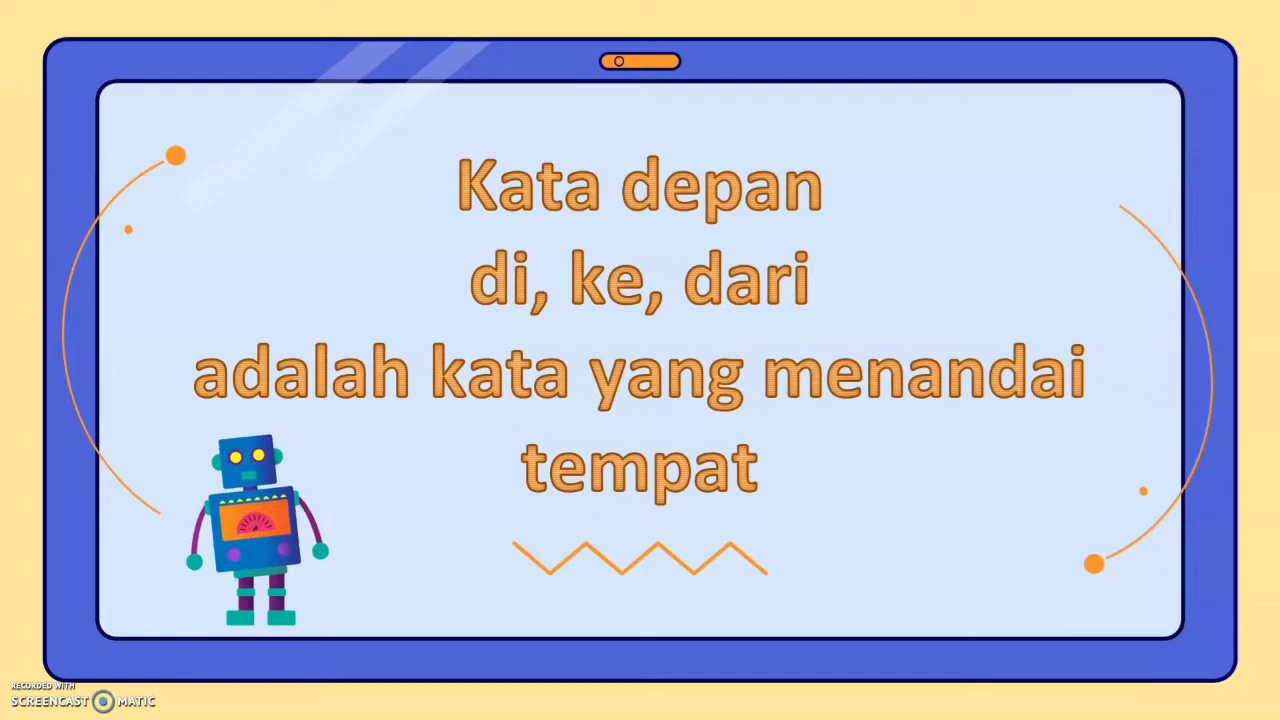 Kata depan
di, ke, dari
adalah kata yang menandai
tempat
RECORDED WITH
SCREENCAST MATIC